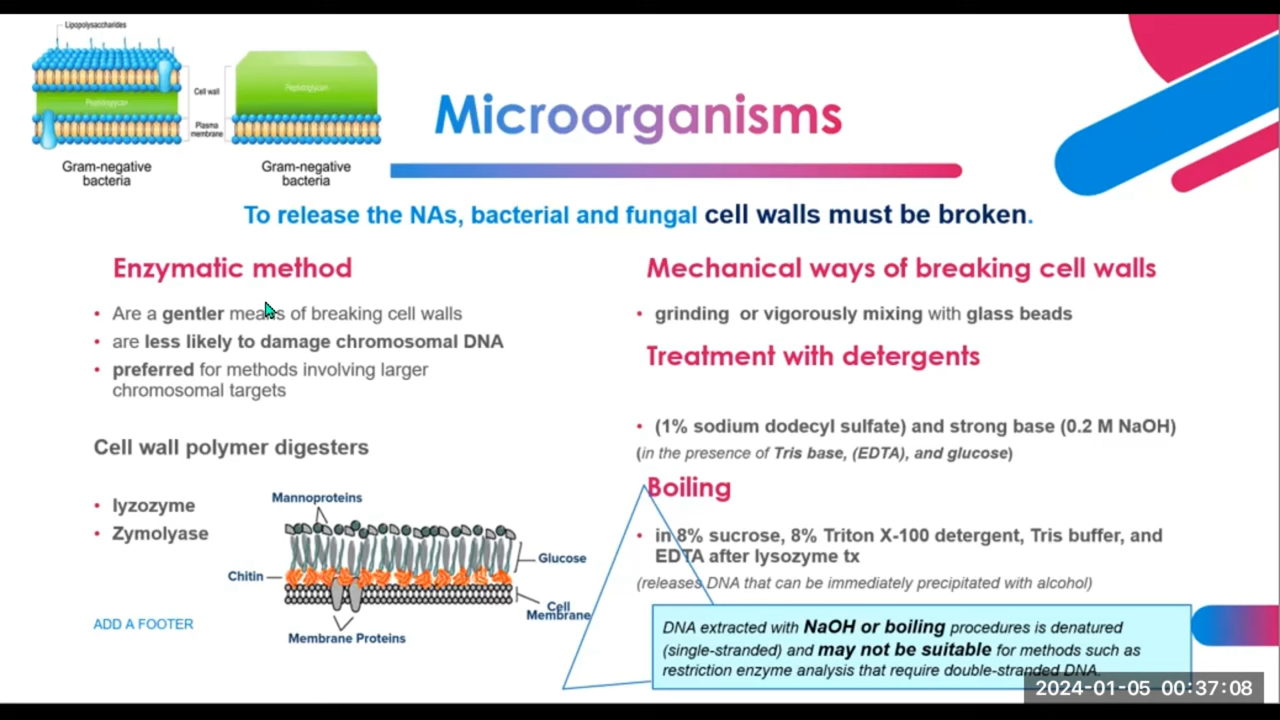 Lipopolysaccharides
Peptidoglycan
Cell wall
Plasma
membrane
Peptidoglycan
Gram-negative
bacteria
Gram-negative
bacteria
Microorganisms
To release the NAs, bacterial and fungal cell walls must be broken.
Enzymatic method
• Are a gentler means of breaking cell walls
• are less likely to damage chromosomal DNA
• preferred for methods involving larger
chromosomal targets
Cell wall polymer digesters
• lyzozyme
• Zymolyase
Mannoproteins
Glucose
Chitin
Cell
Membrane
Membrane Proteins
ADD A FOOTER
Mechanical ways of breaking cell walls
• grinding or vigorously mixing with glass beads
Treatment with detergents
• (1% sodium dodecyl sulfate) and strong base (0.2 M NaOH)
(in the presence of Tris base, (EDTA), and glucose)
Boiling
• in 8% sucrose, 8% Triton X-100 detergent, Tris buffer, and
EDTA after lysozyme tx
(releases DNA that can be immediately precipitated with alcohol)
DNA extracted with NaOH or boiling procedures is denatured
(single-stranded) and may not be suitable for methods such as
restriction enzyme analysis that require double-stranded DNA.
2024-01-05 00:37:08